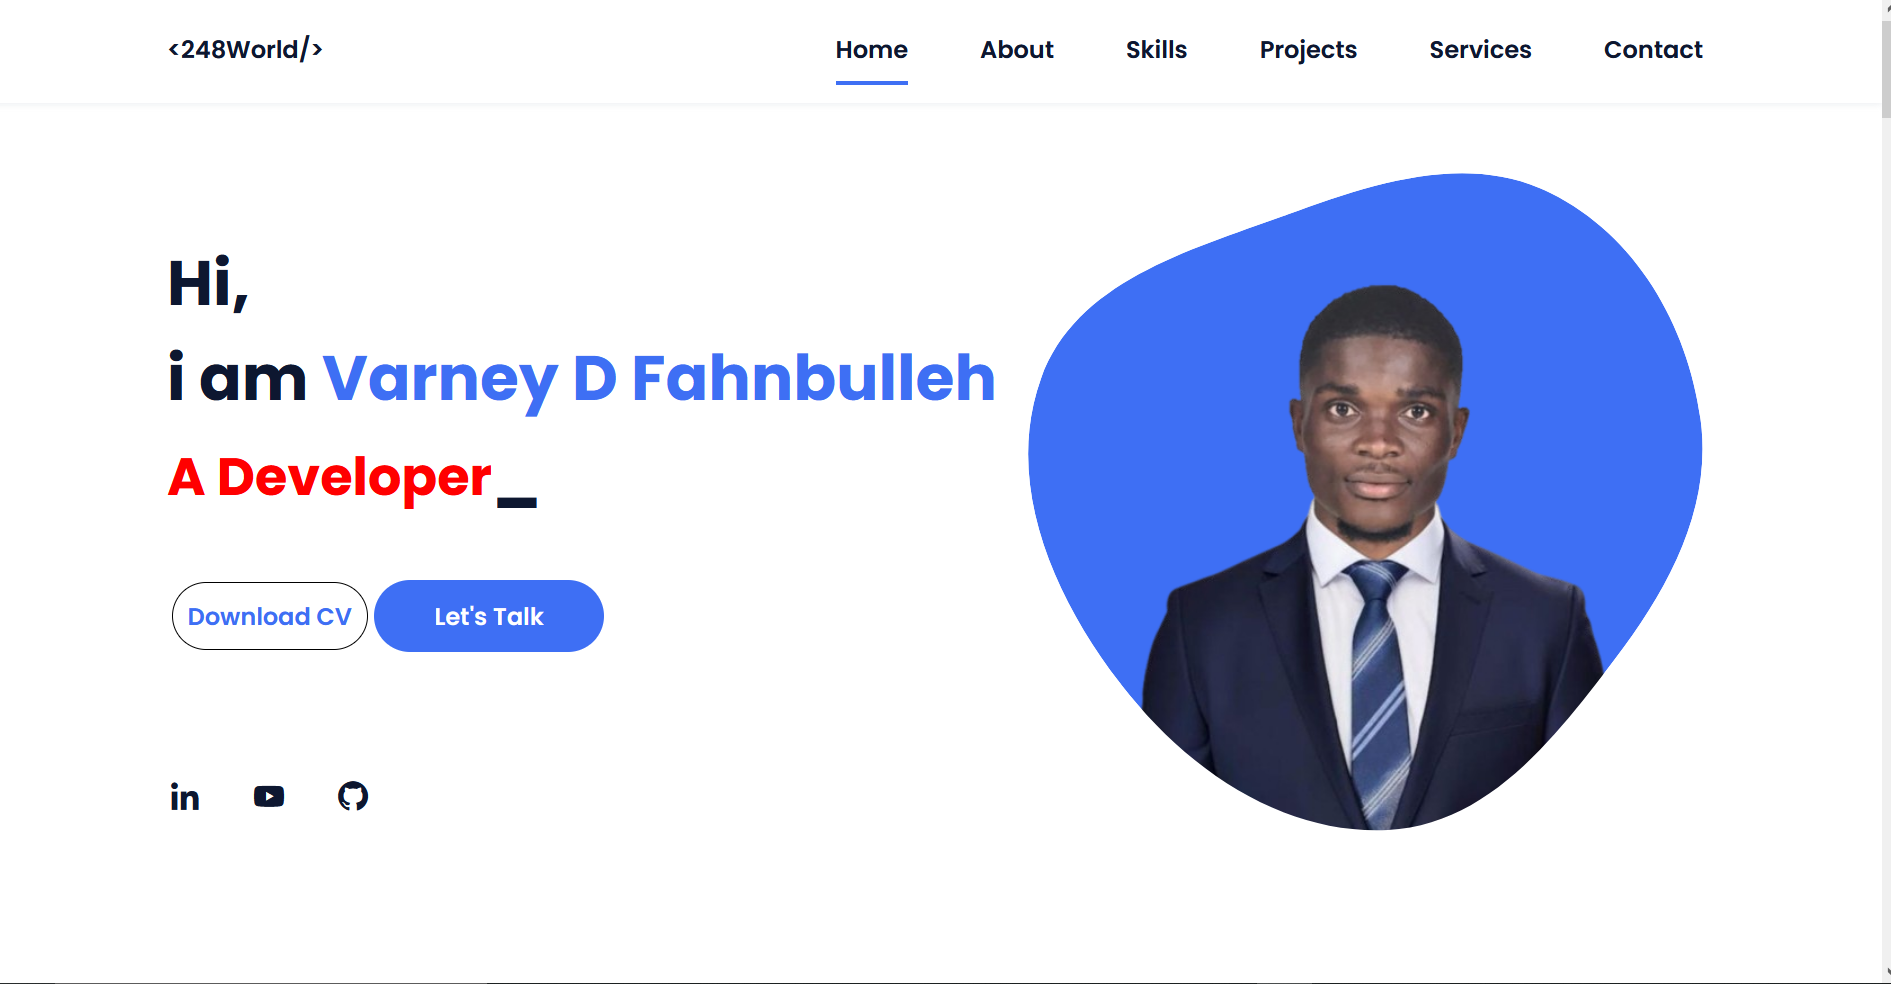 <248World/>
Home About Skills Projects Services Contact
Hi,
i am Varney D Fahnbulleh
A Developer_
Download CV Let's Talk
in